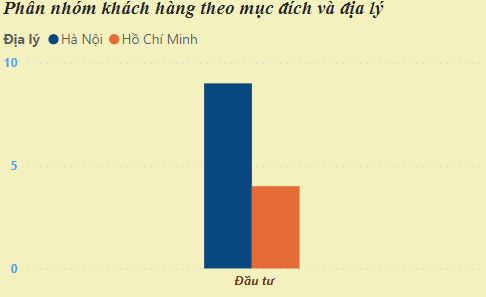 Phân nhóm khách hàng theo mục đích và địa lý
Địa lý Hà Nội Hồ Chí Minh
10
5
0
Đầu tư